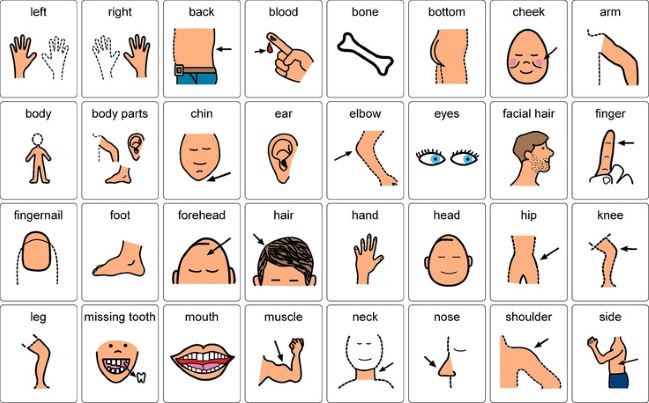 left
right
back
blood
bone
bottom
cheek
arm
body
body parts
chin
ear
elbow
eyes
facial hair
finger
fingernail
foot
forehead
hair
hand
head
hip
knee
leg
missing tooth
mouth
muscle
neck
nose
shoulder
side